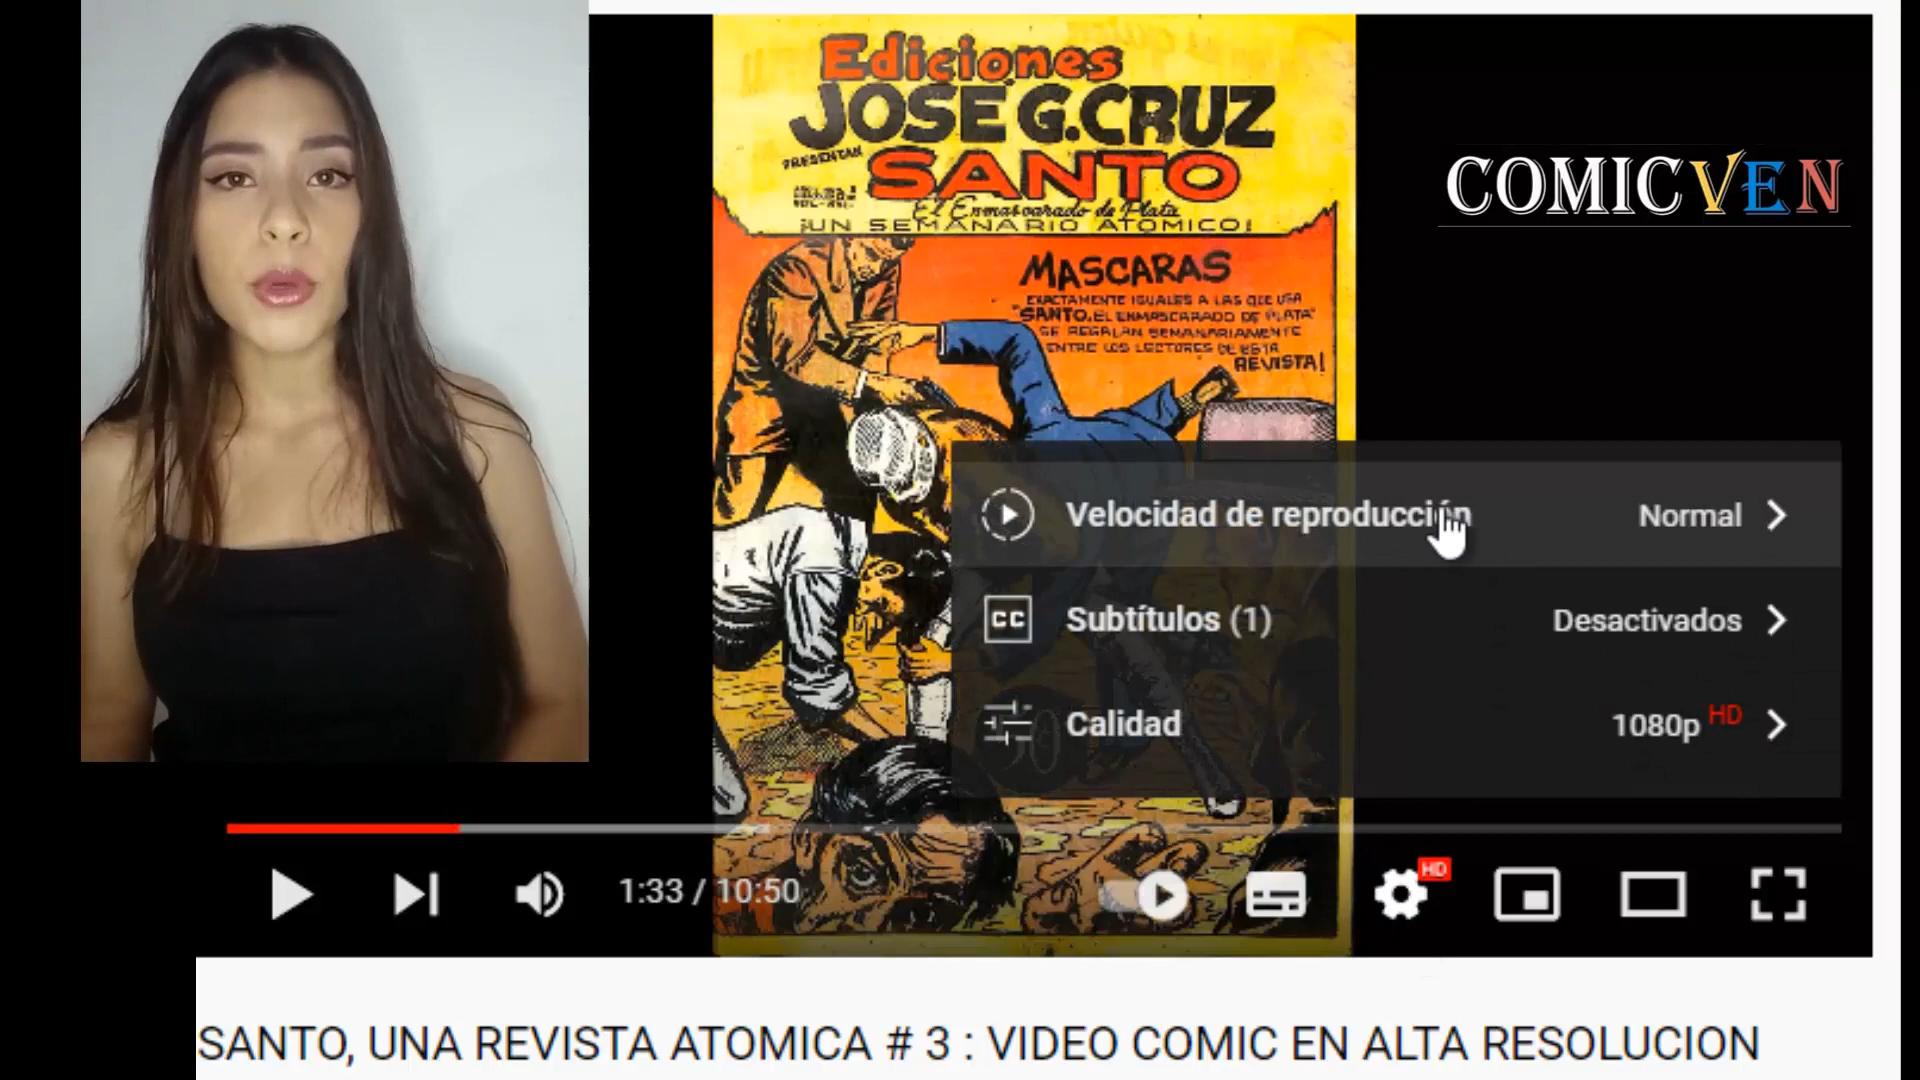 Ediciones
JOSE G. CRUZ
PRESENTAN
SANTO
El Enmascarado de Plata
¡UN SEMANARIO ATOMICO!
MASCARAS
EXACTAMENTE IGUALES A LAS QUE USA
"SANTO, EL ENMASCARADO DE PLATA"
SE REGALAN SEMANARIAMENTE
ENTRE LOS LECTORES DE ESTA
REVISTA!
COMICVEN
Velocidad de reproducción Normal
CC Subtítulos (1) Desactivados
Calidad 1080p HD
1:33 / 10:50
HD
SANTO, UNA REVISTA ATOMICA # 3 : VIDEO COMIC EN ALTA RESOLUCION